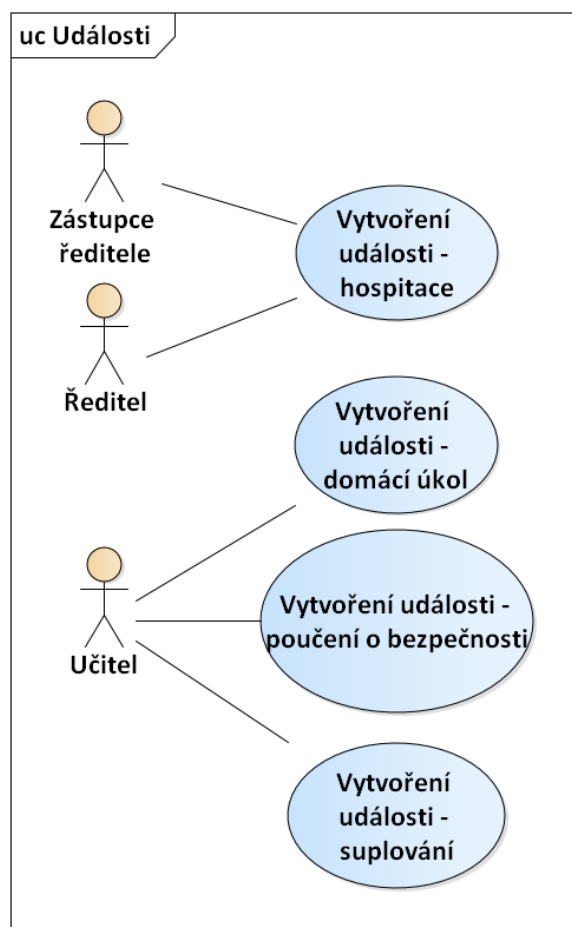 uc Události
Zástupce
ředitele
Vytvoření
události -
hospitace
Ředitel
Vytvoření
události -
domácí úkol
Učitel
Vytvoření události -
poučení o bezpečnosti
Vytvoření
události -
suplování